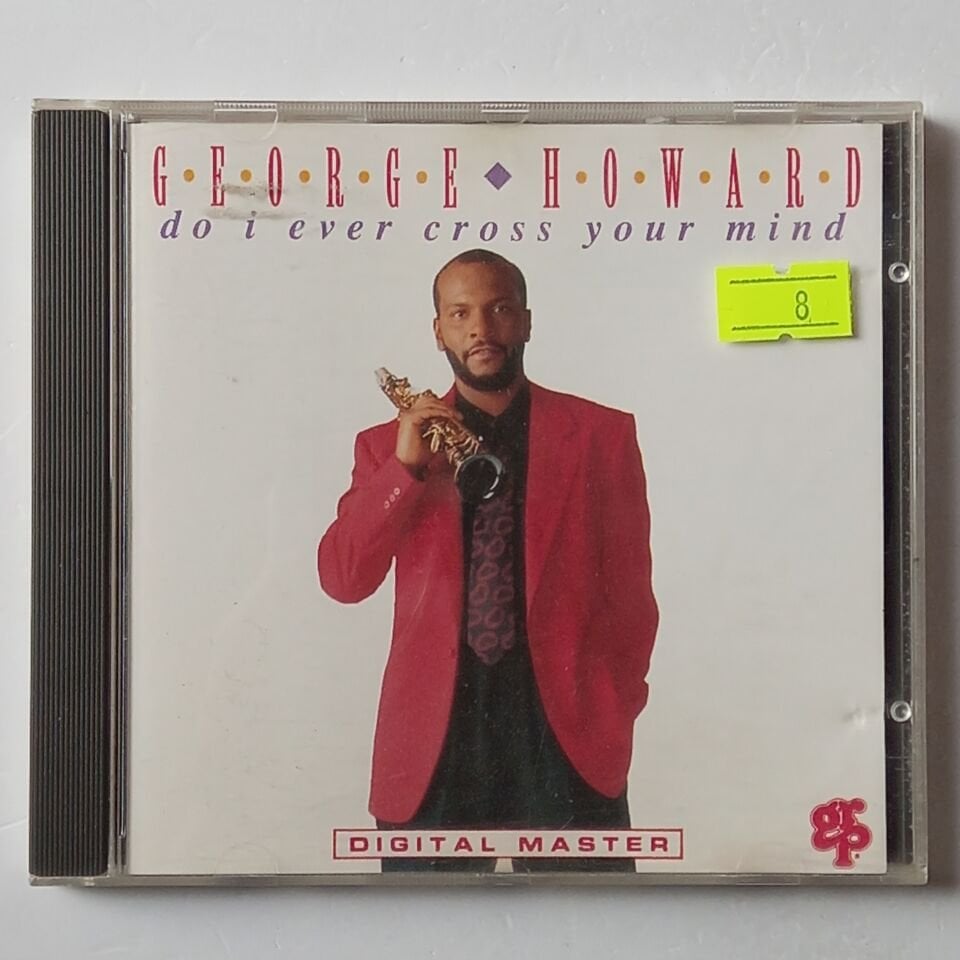 G·E·O·R·G·E ◆ H·O·W·A·R·D
do i ever cross your mind
8
DIGITAL MASTER
grp